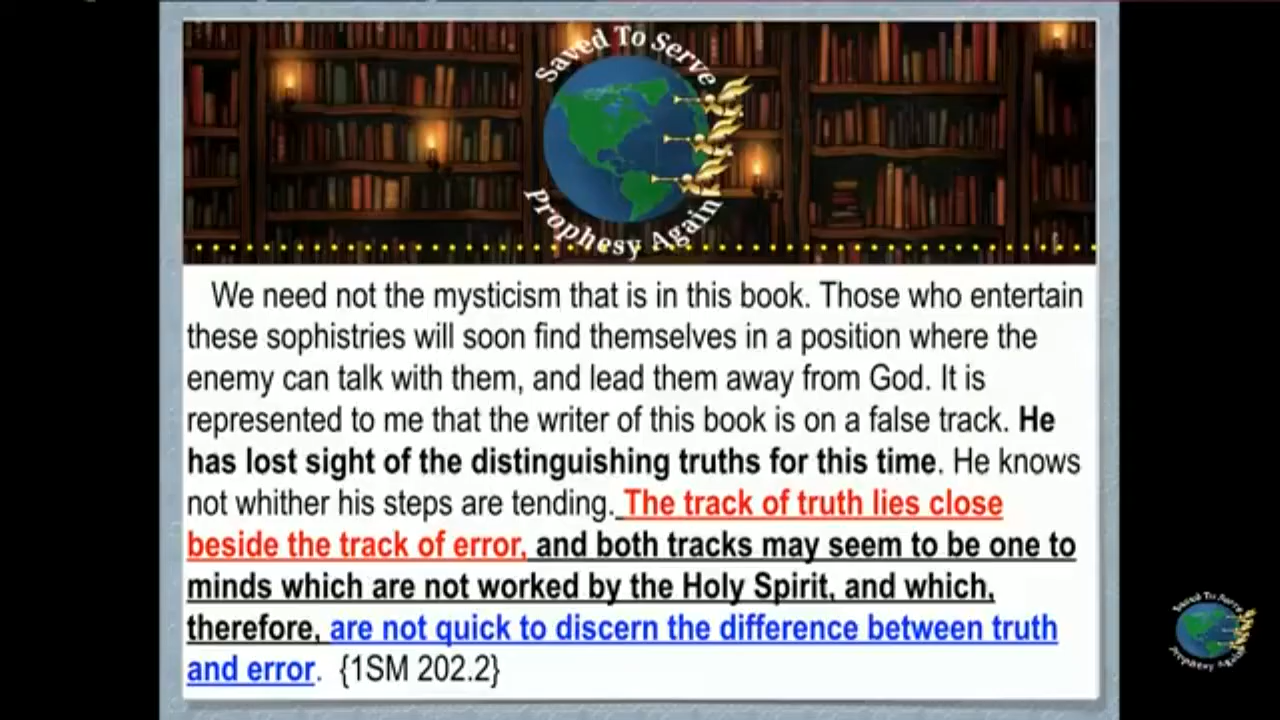 Saved To Serve
Prophesy Again
We need not the mysticism that is in this book. Those who entertain
these sophistries will soon find themselves in a position where the
enemy can talk with them, and lead them away from God. It is
represented to me that the writer of this book is on a false track. He
has lost sight of the distinguishing truths for this time. He knows
not whither his steps are tending. The track of truth lies close
beside the track of error, and both tracks may seem to be one to
minds which are not worked by the Holy Spirit, and which,
therefore, are not quick to discern the difference between truth
and error. {1SM 202.2}
Saved To Serve
Prophesy Again